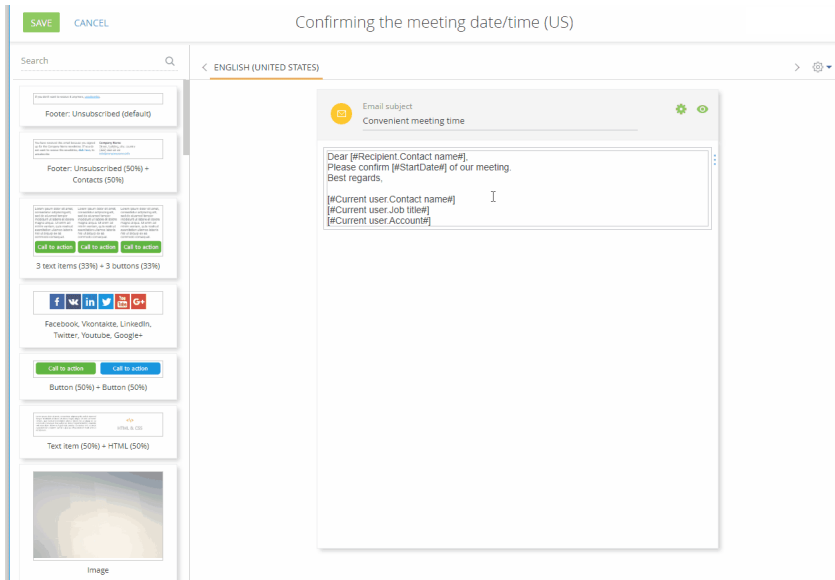 SAVE
CANCEL
Confirming the meeting date/time (US)
Search
ENGLISH (UNITED STATES)
Footer: Unsubscribed (default)
Footer: Unsubscribed (50%) +
Contacts (50%)
Call to action Call to action Call to action
3 text items (33%) + 3 buttons (33%)
Facebook, Vkontakte, LinkedIn,
Twitter, Youtube, Google+
Call to action Call to action
Button (50%) + Button (50%)
HTML & CSS
Text item (50%) + HTML (50%)
Image
Email subject
Convenient meeting time
Dear [#Recipient.Contact name#],
Please confirm [#StartDate#] of our meeting.
Best regards,
[#Current user.Contact name#]
[#Current user.Job title#]
[#Current user.Account#]